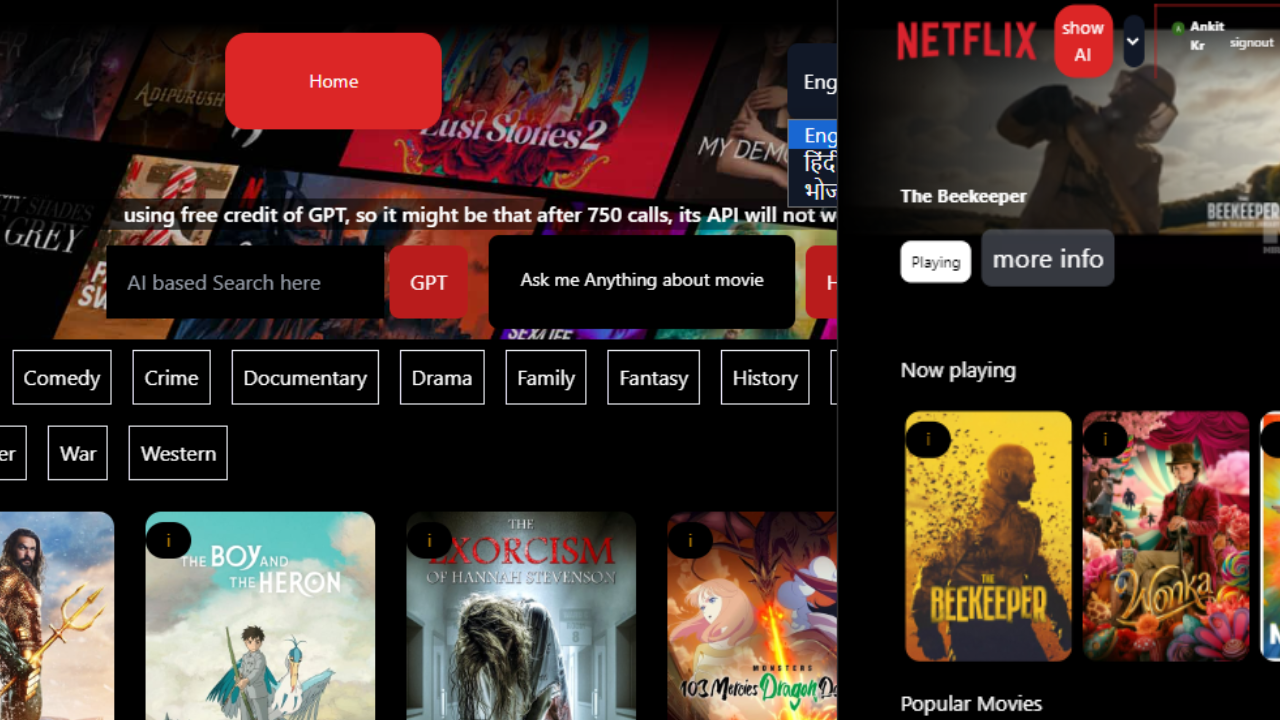 Home
Eng
Eng
हिंदी
भोज
ADIPURUSH
Lust Stories 2
MY DEM
GREY
using free credit of GPT, so it might be that after 750 calls, its API will not w
AI based Search here
GPT
Ask me Anything about movie
H
Comedy
Crime
Documentary
Drama
Family
Fantasy
History
er
War
Western
i
THE BOY AND
THE HERON
i
THE
EXORCISM
OF HANNAH STEVENSON
i
MONSTERS
103 Mercies Dragon Da
NETFLIX
show
AI
Ankit
Kr
signout
The Beekeeper
BEEKEEPER
Playing
more info
Now playing
i
THE
BEEKEEPER
i
Wonka
Popular Movies